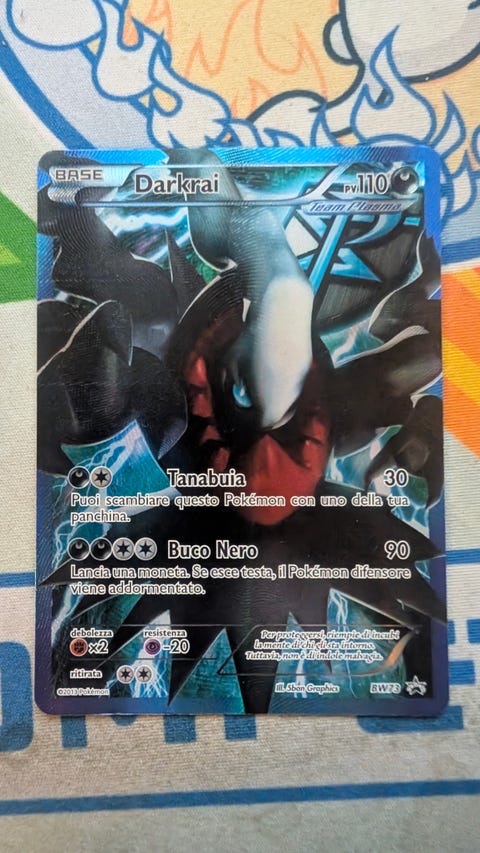 BASE
Darkrai
PV110
Team Plasma
Tanabuia 30
Puoi scambiare questo Pokémon con uno della tua
panchina.
Buco Nero 90
Lancia una moneta. Se esce testa, il Pokémon difensore
viene addormentato.
debolezza
×2
resistenza
-20
ritirata
Per proteggersi, riempie di incubi
la mente di chi gli sta intorno.
Tuttavia, non è di indole malvagia.
©2013 Pokémon
Ill. 5ban Graphics
BW73